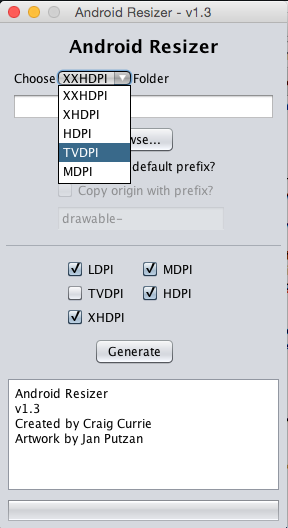 Android Resizer - v1.3
Android Resizer
Choose XXHDPI Folder
XXHDPI
XHDPI
HDPI
TVDPI
MDPI
wse...
default prefix?
Copy origin with prefix?
drawable-
LDPI MDPI
TVDPI HDPI
XHDPI
Generate
Android Resizer
v1.3
Created by Craig Currie
Artwork by Jan Putzan